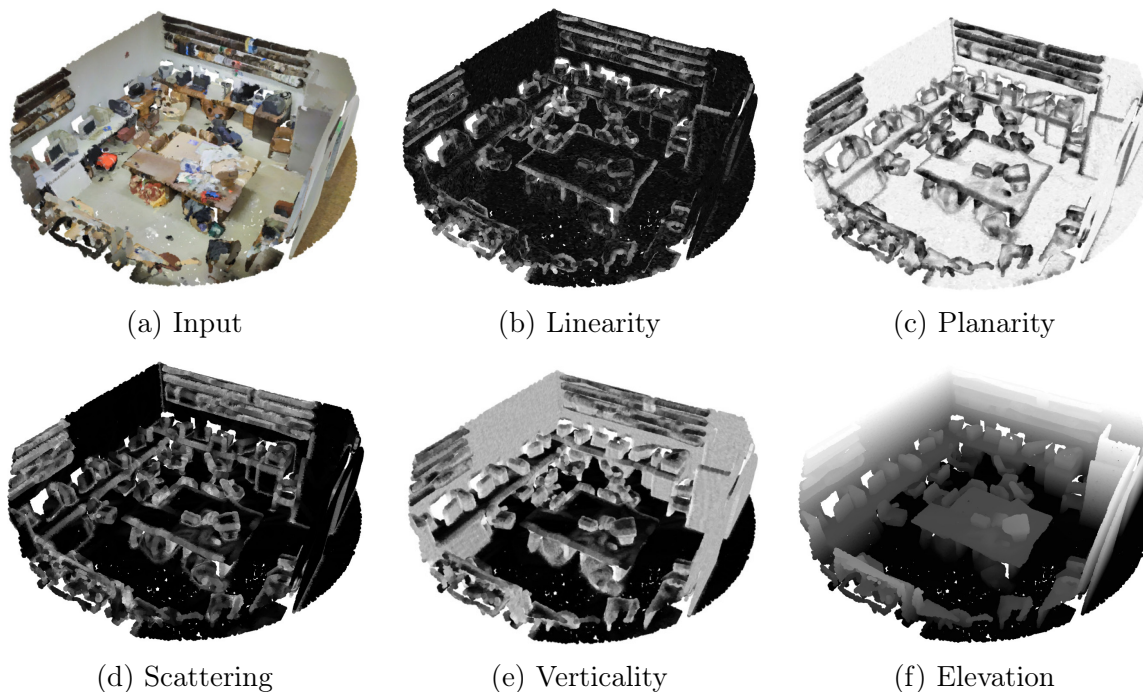 (a) Input
(b) Linearity
(c) Planarity
(d) Scattering
(e) Verticality
(f) Elevation